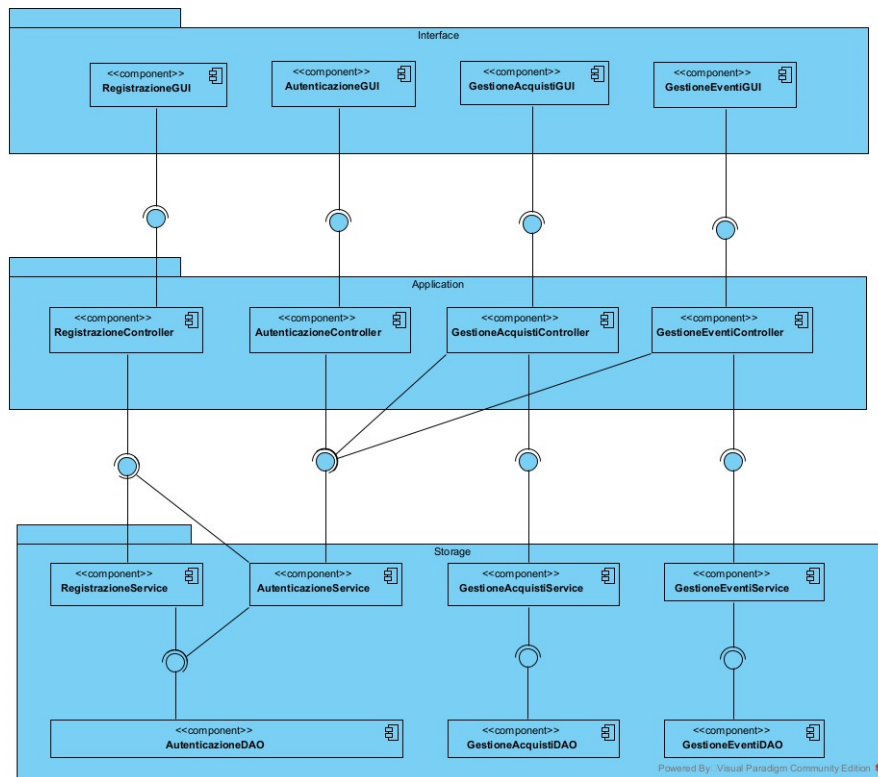 Interface
<<component>>
RegistrazioneGUI
<<component>>
AutenticazioneGUI
<<component>>
GestioneAcquistiGUI
<<component>>
GestioneEventiGUI
Application
<<component>>
RegistrazioneController
<<component>>
AutenticazioneController
<<component>>
GestioneAcquistiController
<<component>>
GestioneEventiController
Storage
<<component>>
RegistrazioneService
<<component>>
AutenticazioneService
<<component>>
GestioneAcquistiService
<<component>>
GestioneEventiService
<<component>>
AutenticazioneDAO
<<component>>
GestioneAcquistiDAO
<<component>>
GestioneEventiDAO
Powered By Visual Paradigm Community Edition